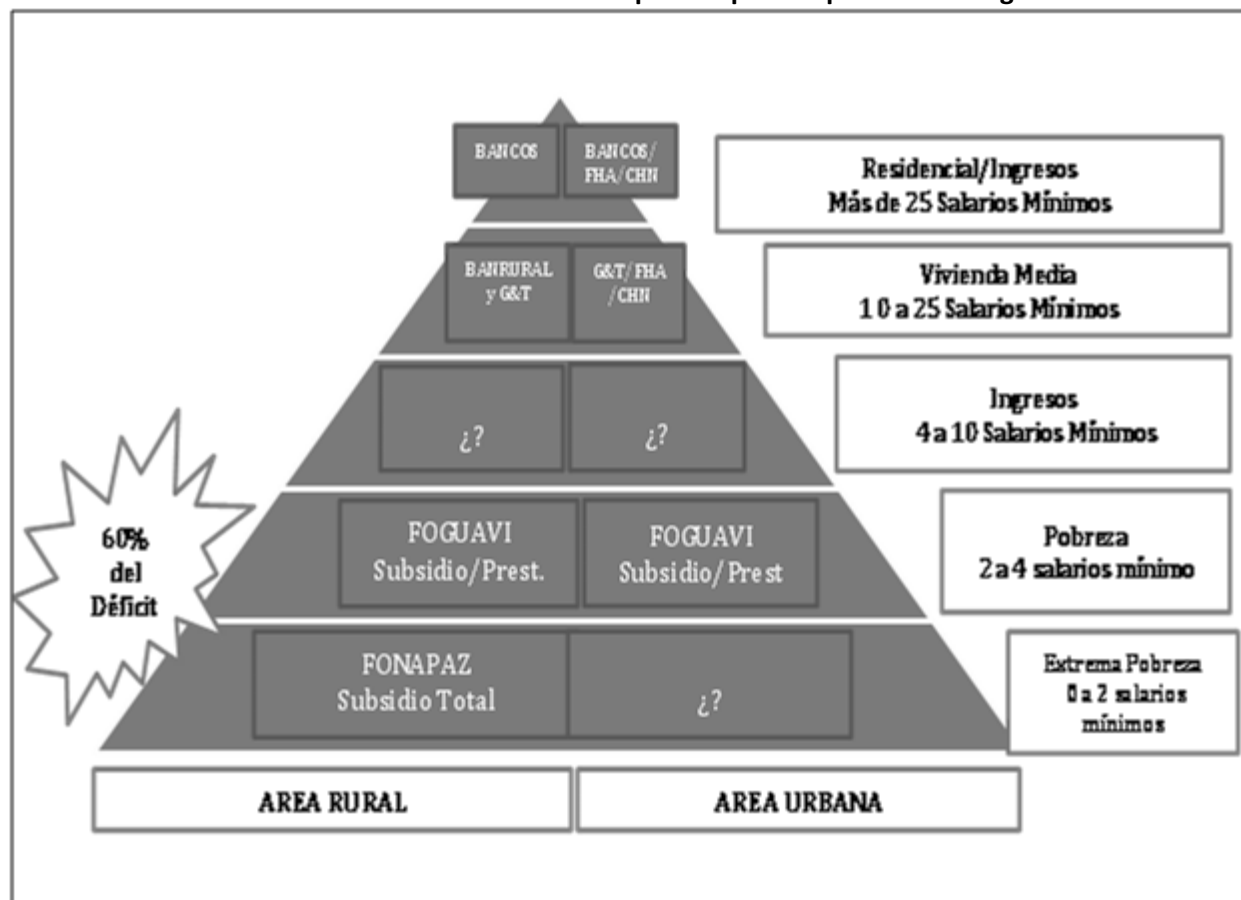 BANCOS
BANCOS/
FHA/CHN
Residencial/Ingresos
Más de 25 Salarios Mínimos
BANRURAL
y G&T
G&T/FHA
/CHN
Vivienda Media
10 a 25 Salarios Mínimos
¿?
¿?
Ingresos
4 a 10 Salarios Mínimos
60%
del
Déficit
FOGUAVI
Subsidio/Prest.
FOGUAVI
Subsidio/Prest
Pobreza
2 a 4 salarios mínimo
FONAPAZ
Subsidio Total
¿?
Extrema Pobreza
0 a 2 salarios
mínimos
AREA RURAL
AREA URBANA